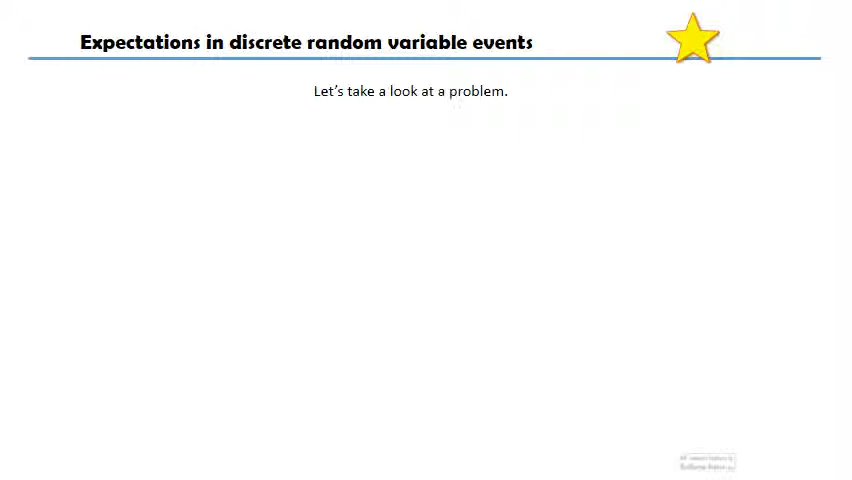 Expectations in discrete random variable events
Let's take a look at a problem.